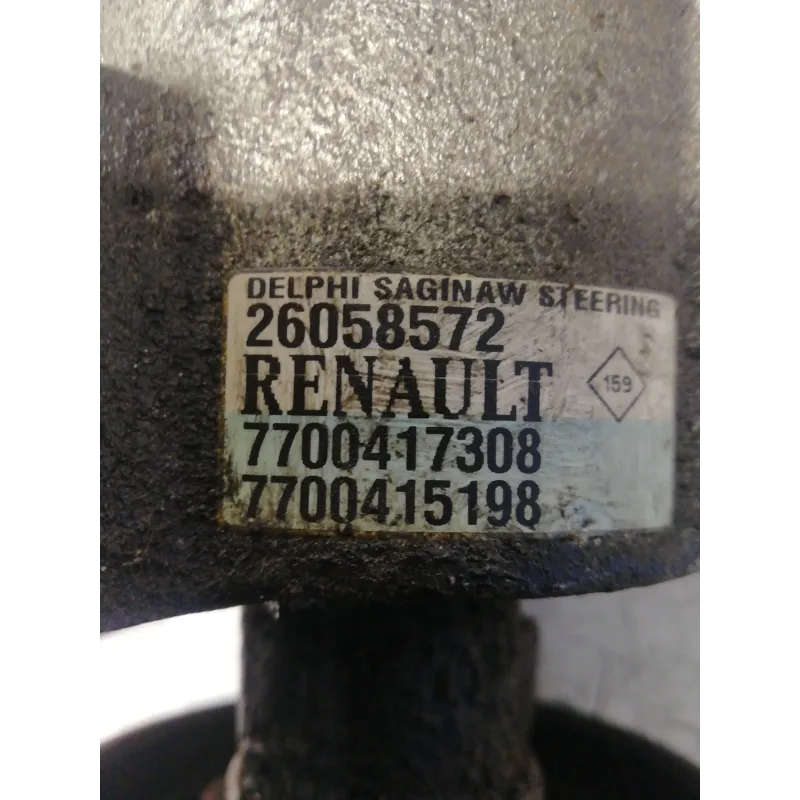 DELPHI SAGINAW STEERING
26058572
RENAULT
159
7700417308
7700415198